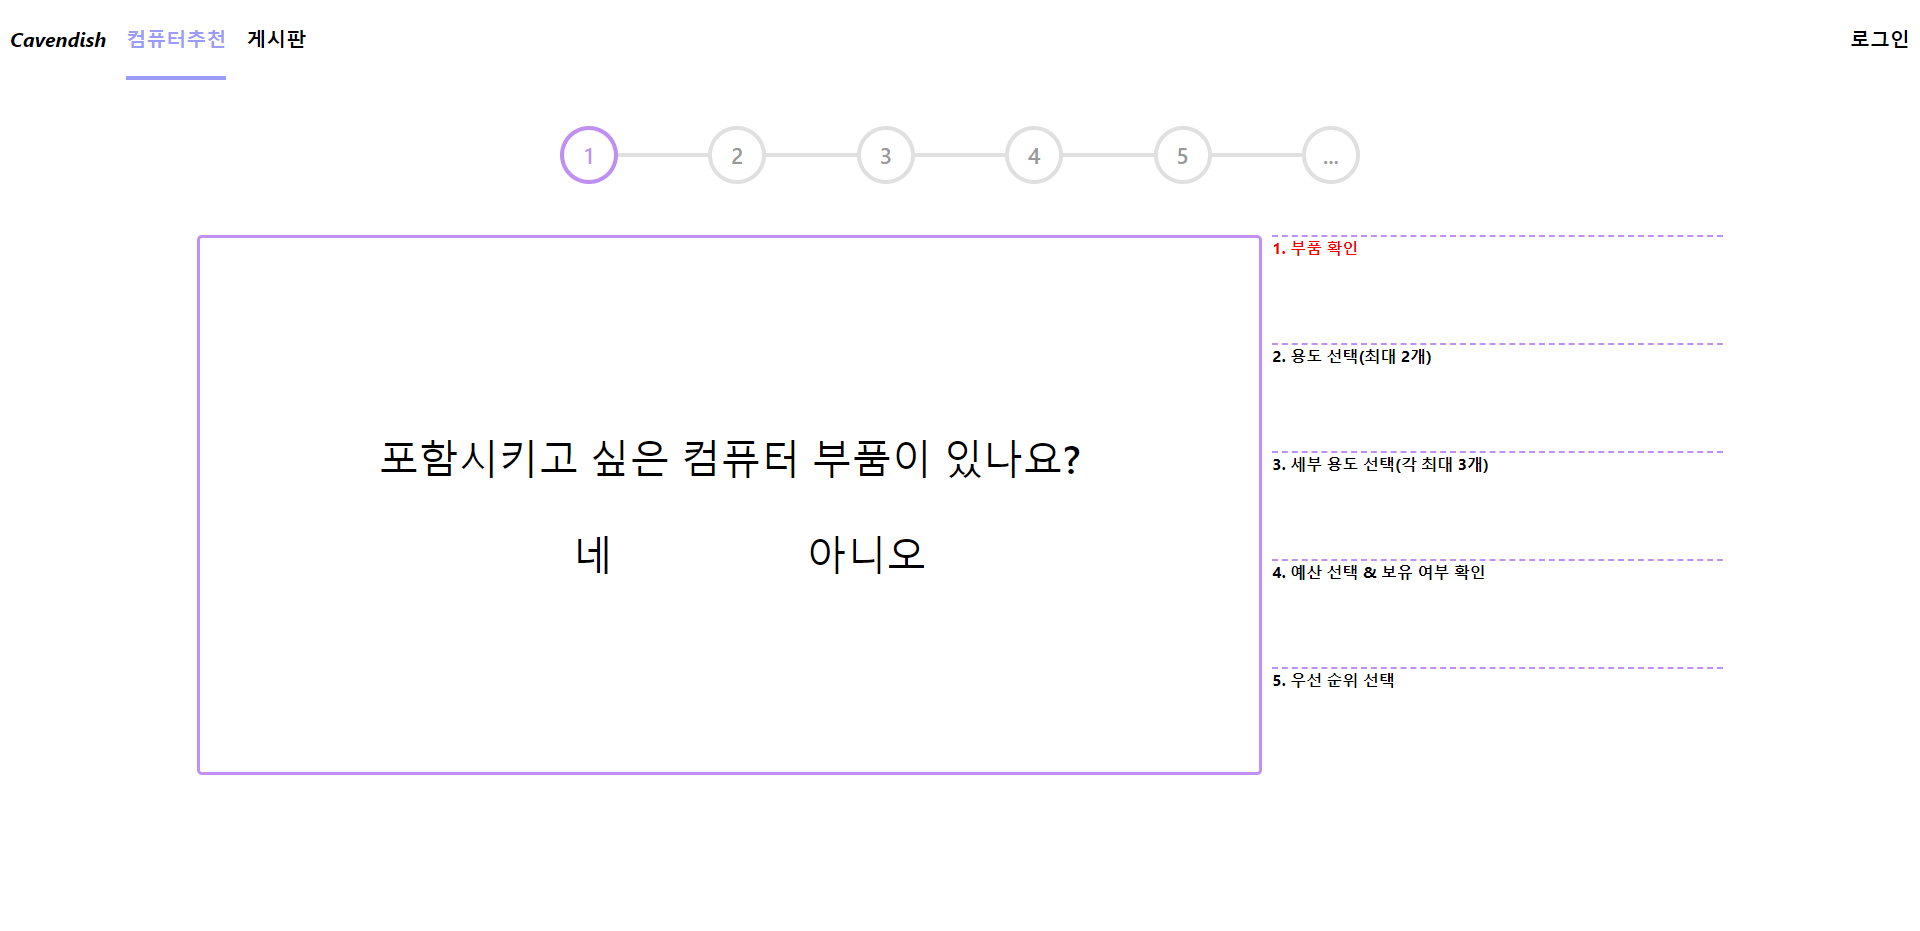 Cavendish 컴퓨터추천 게시판 로그인
1 2 3 4 5 ...
포함시키고 싶은 컴퓨터 부품이 있나요?
네 아니오
1. 부품 확인
2. 용도 선택(최대 2개)
3. 세부 용도 선택(각 최대 3개)
4. 예산 선택 & 보유 여부 확인
5. 우선 순위 선택